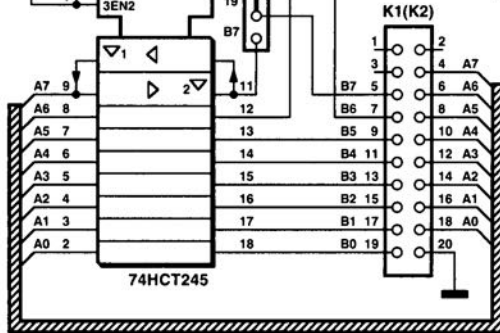 3EN2
19
K1(K2)
B7
1 2
1
3 4 A7
2
A7 9 11 B7 5 6 A6
A6 8 12 B6 7 8 A5
A5 7 13 B5 9 10 A4
A4 6 14 B4 11 12 A3
A3 5 15 B3 13 14 A2
A2 4 16 B2 15 16 A1
A1 3 17 B1 17 18 A0
A0 2 18 B0 19 20
74HCT245